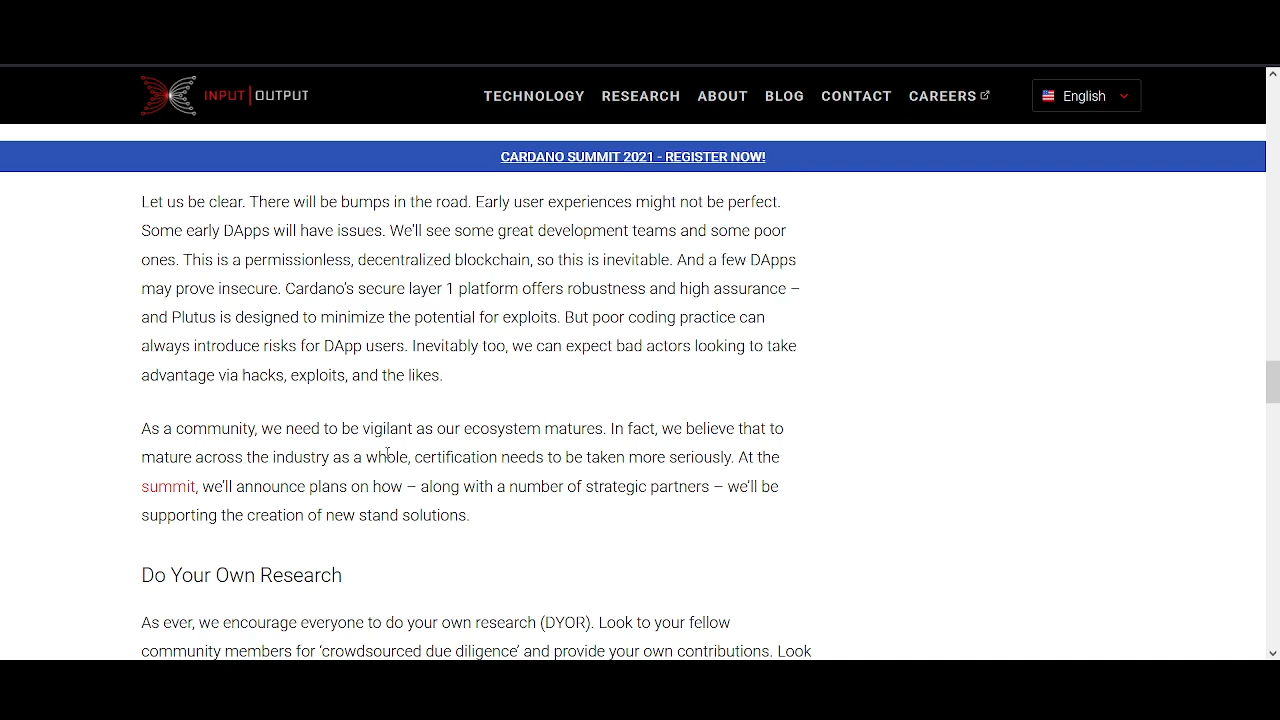 INPUT | OUTPUT
TECHNOLOGY RESEARCH ABOUT BLOG CONTACT CAREERS
English
CARDANO SUMMIT 2021 - REGISTER NOW!
Let us be clear. There will be bumps in the road. Early user experiences might not be perfect.
Some early DApps will have issues. We'll see some great development teams and some poor
ones. This is a permissionless, decentralized blockchain, so this is inevitable. And a few DApps
may prove insecure. Cardano's secure layer 1 platform offers robustness and high assurance –
and Plutus is designed to minimize the potential for exploits. But poor coding practice can
always introduce risks for DApp users. Inevitably too, we can expect bad actors looking to take
advantage via hacks, exploits, and the likes.
As a community, we need to be vigilant as our ecosystem matures. In fact, we believe that to
mature across the industry as a whole, certification needs to be taken more seriously. At the
summit, we'll announce plans on how – along with a number of strategic partners – we'll be
supporting the creation of new stand solutions.
Do Your Own Research
As ever, we encourage everyone to do your own research (DYOR). Look to your fellow
community members for 'crowdsourced due diligence' and provide your own contributions. Look